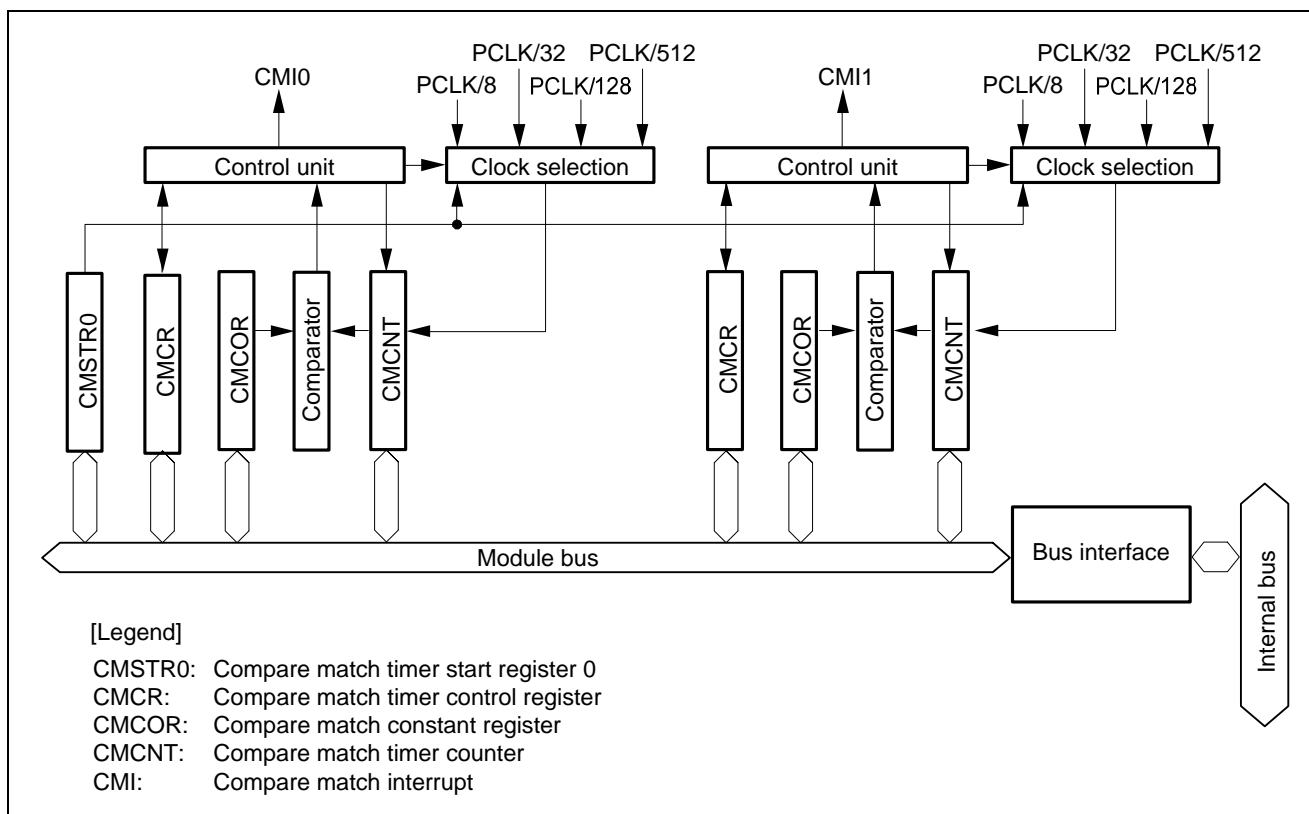 PCLK/32 PCLK/512
CMI0 PCLK/8 PCLK/128
PCLK/32 PCLK/512
CMI1 PCLK/8 PCLK/128
Control unit
Clock selection
Control unit
Clock selection
CMSTR0
CMCR
CMCOR
Comparator
CMCNT
CMCR
CMCOR
Comparator
CMCNT
Module bus
Bus interface
Internal bus
[Legend]
CMSTR0: Compare match timer start register 0
CMCR: Compare match timer control register
CMCOR: Compare match constant register
CMCNT: Compare match timer counter
CMI: Compare match interrupt